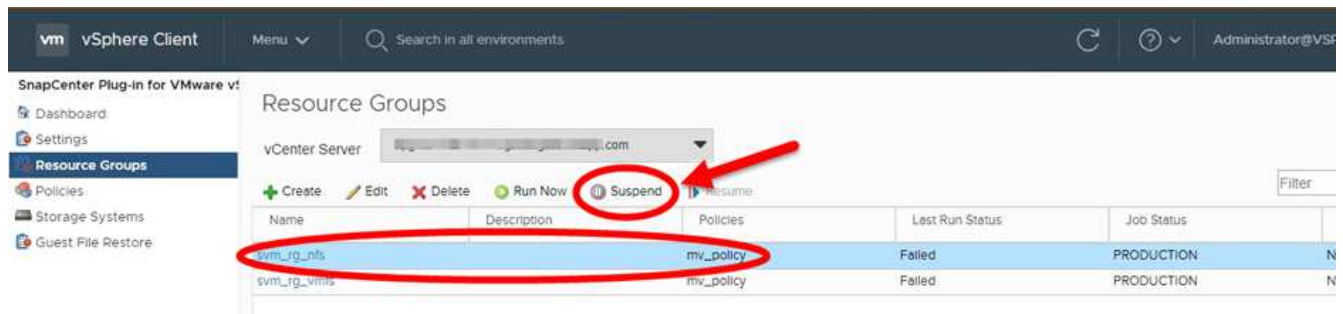 vm vSphere Client Menu Search in all environments Administrator@VSP
SnapCenter Plug-in for VMware vS
Dashboard
Settings
Resource Groups
Policies
Storage Systems
Guest File Restore
Resource Groups
vCenter Server .com
Create Edit Delete Run Now Suspend Resume Filter
Name Description Policies Last Run Status Job Status
svm_rg_nfs mv_policy Failed PRODUCTION N
svm_rg_vmfs mv_policy Failed PRODUCTION N